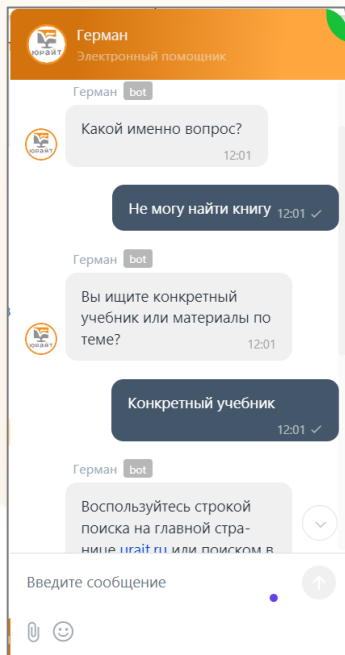 Герман
Электронный помощник
Герман bot
Какой именно вопрос?
12:01
Не могу найти книгу 12:01
Герман bot
Вы ищите конкретный
учебник или материалы по
теме?
12:01
Конкретный учебник
12:01
Герман bot
Воспользуйтесь строкой
поиска на главной стра-
нице urait.ru или поиском в
Введите сообщение